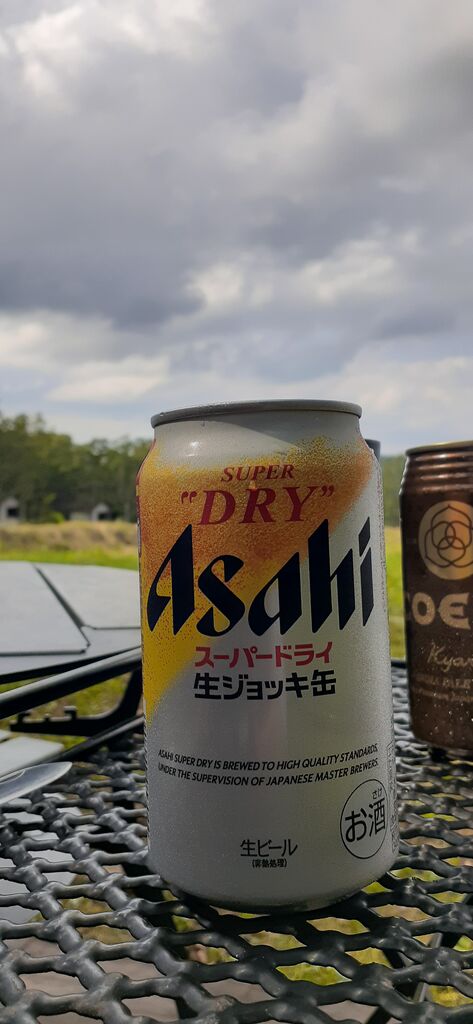 SUPER
"DRY"
Asahi
スーパードライ
生ジョッキ缶
ASAHI SUPER DRY IS BREWED TO HIGH QUALITY STANDARDS,
UNDER THE SUPERVISION OF JAPANESE MASTER BREWERS.
さけ
お酒
生ビール
(非熱処理)
COE